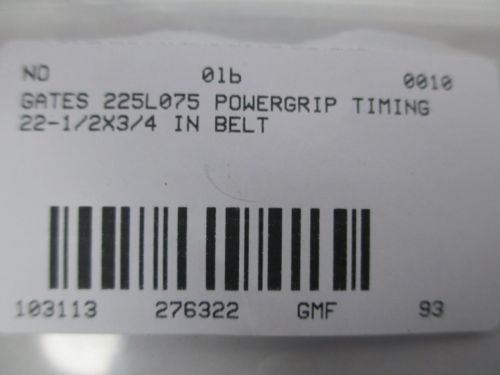 NO 01b 0010
GATES 225L075 POWERGRIP TIMING
22-1/2X3/4 IN BELT
103113 276322 GMF 93